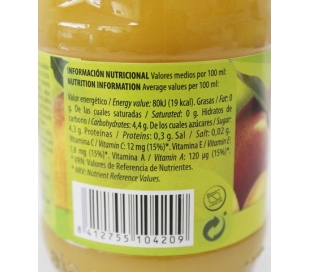 INFORMACIÓN NUTRICIONAL Valores medios por 100 ml:
NUTRITION INFORMATION Average values per 100 ml:
Valor energético / Energy value: 80kJ (19 kcal). Grasas / Fat: 0
g. De las cuales saturadas / Saturated: 0 g. Hidratos de
carbono / Carbohydrates: 4,4 g. De los cuales azúcares / Sugar:
4,3 g. Proteínas / Proteins: 0,3 g. Sal / Salt: 0,02 g.
Vitamina C / Vitamin C: 12 mg (15%)*. Vitamina E / Vitamin E:
1,8 mg (15%)*. Vitamina A / Vitamin A: 120 µg (15%)*.
* VRN: Valores de Referencia de Nutrientes.
* NRV: Nutrient Reference Values.
8 412755 104209